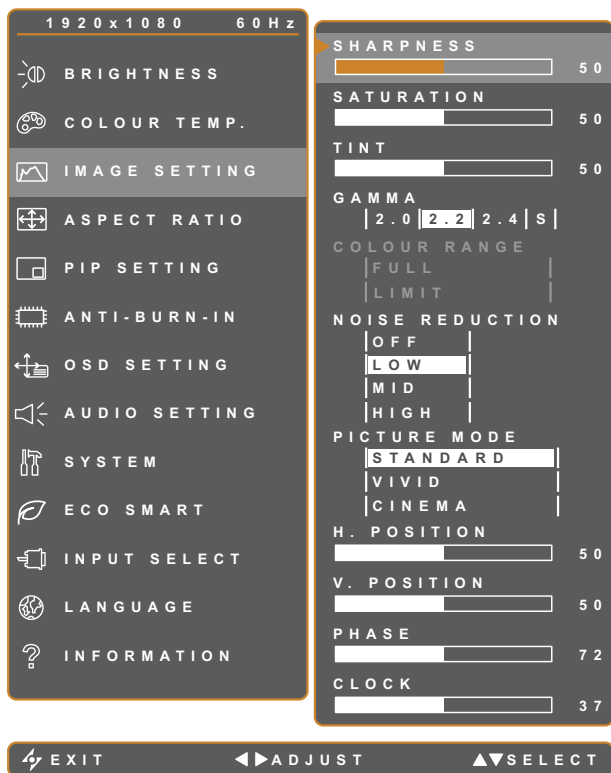 1920x1080 60Hz
BRIGHTNESS
COLOUR TEMP.
IMAGE SETTING
ASPECT RATIO
PIP SETTING
ANTI-BURN-IN
OSD SETTING
AUDIO SETTING
SYSTEM
ECO SMART
INPUT SELECT
LANGUAGE
INFORMATION
SHARPNESS
50
SATURATION
50
TINT
50
GAMMA
2.0 2.2 2.4 S
COLOUR RANGE
FULL
LIMIT
NOISE REDUCTION
OFF
LOW
MID
HIGH
PICTURE MODE
STANDARD
VIVID
CINEMA
H. POSITION
50
V. POSITION
50
PHASE
72
CLOCK
37
EXIT ADJUST SELECT